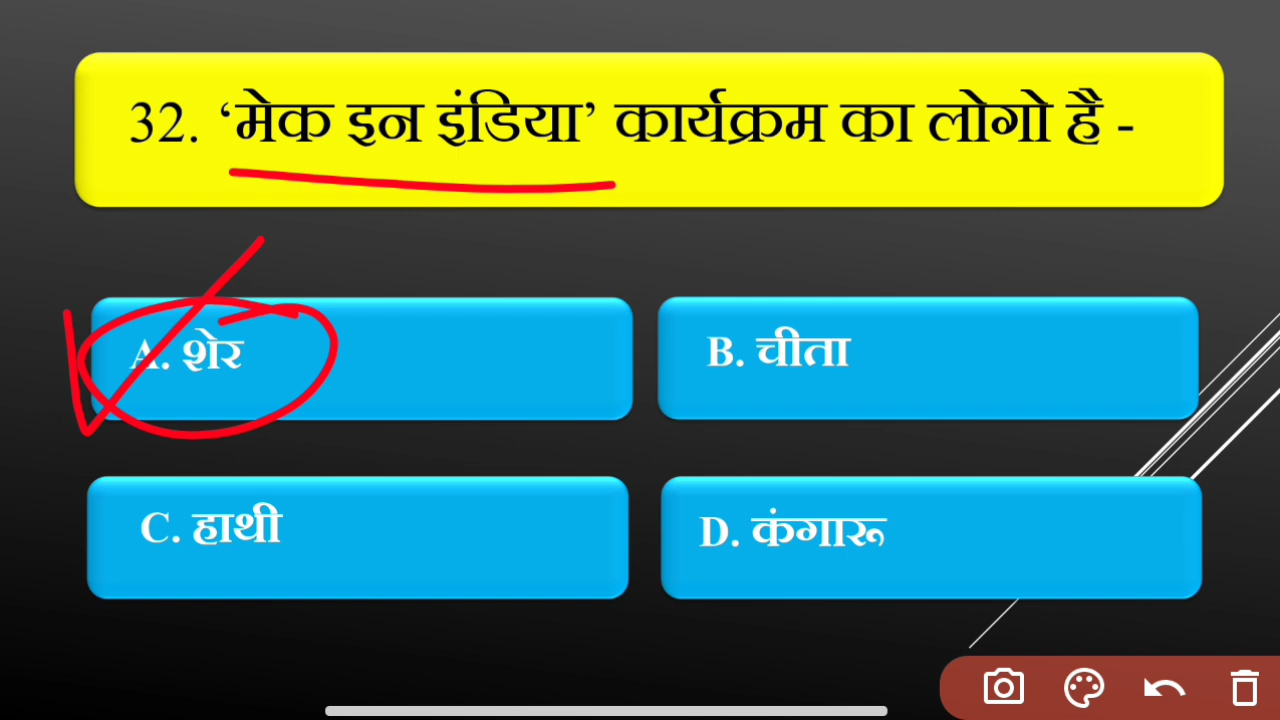 32. ‘मेक इन इंडिया’ कार्यक्रम का लोगो है -
A. शेर
B. चीता
C. हाथी
D. कंगारू